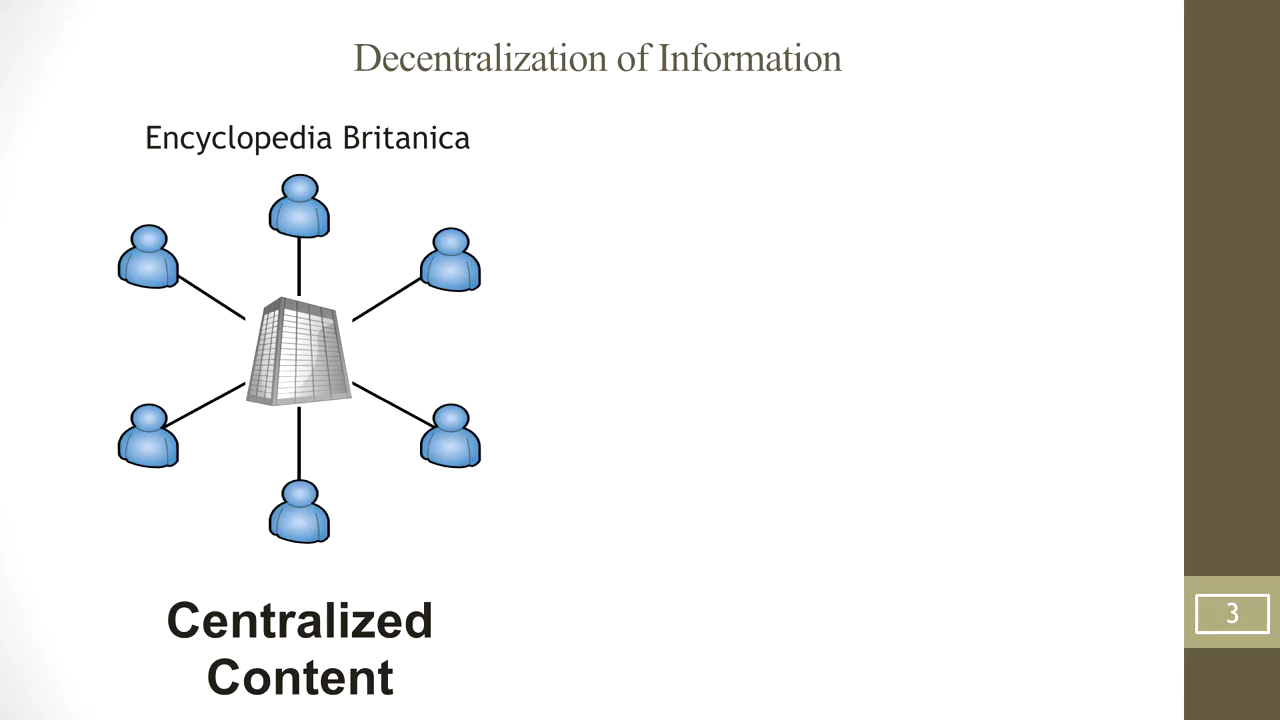 Decentralization of Information
Encyclopedia Britanica
Centralized
Content
3